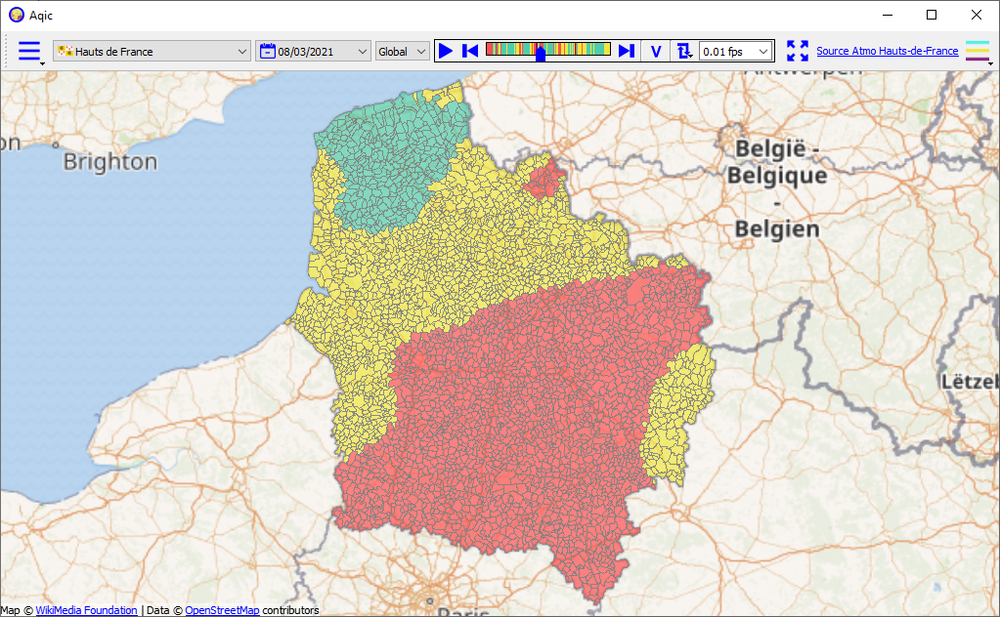 Aqic
Hauts de France
08/03/2021
Global
V
0.01 fps
Source Atmo Hauts-de-France
Antwerpen
on
Brighton
België -
Belgique
-
Belgien
Lëtzeb
Paris
Map © WikiMedia Foundation | Data © OpenStreetMap contributors